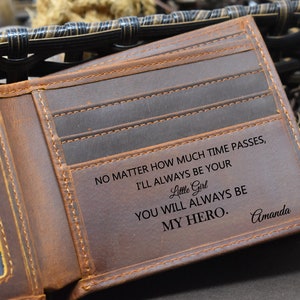 NO MATTER HOW MUCH TIME PASSES,
I'LL ALWAYS BE YOUR
Little Girl
YOU WILL ALWAYS BE
MY HERO.
Amanda